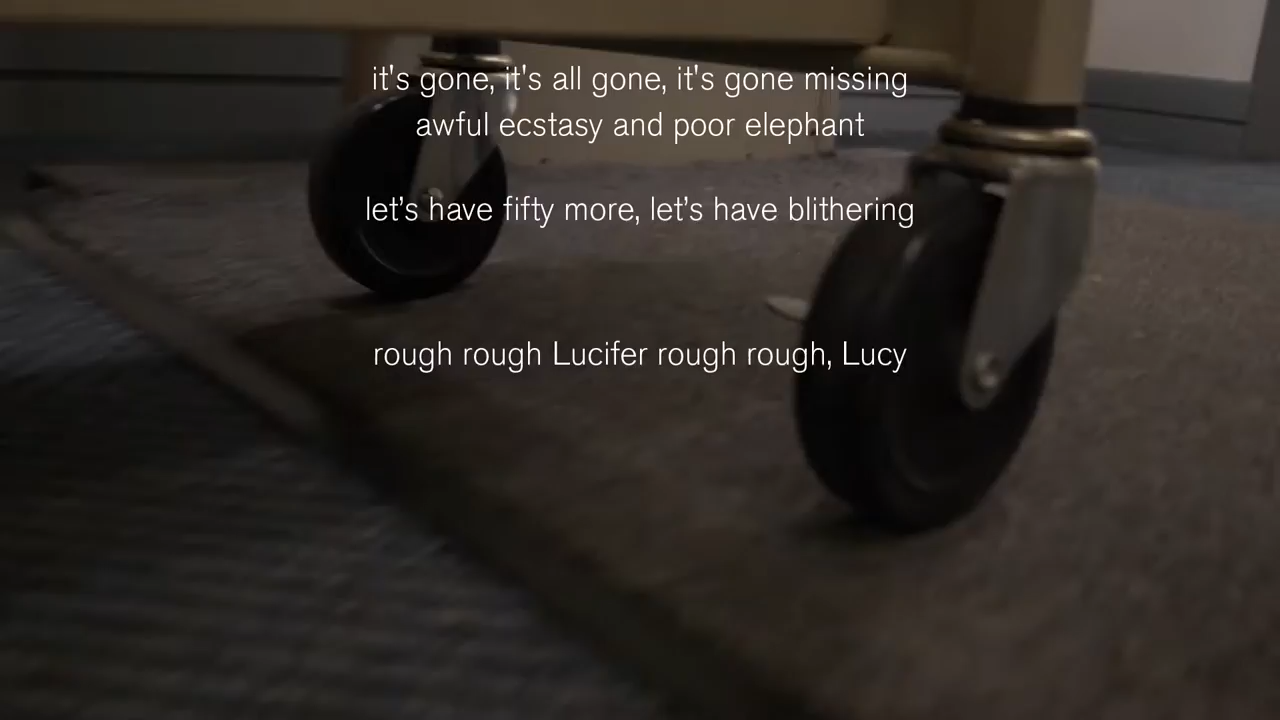 it's gone, it's all gone, it's gone missing
awful ecstasy and poor elephant
let's have fifty more, let's have blithering
rough rough Lucifer rough rough, Lucy